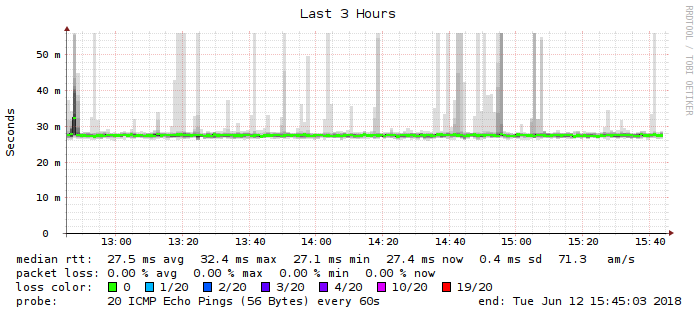 Last 3 Hours
RRDTOOL / TOBI OETIKER
Seconds
50 m
40 m
30 m
20 m
10 m
0
13:00 13:20 13:40 14:00 14:20 14:40 15:00 15:20 15:40
median rtt: 27.5 ms avg 32.4 ms max 27.1 ms min 27.4 ms now 0.4 ms sd 71.3 am/s
packet loss: 0.00 % avg 0.00 % max 0.00 % min 0.00 % now
loss color: 0 1/20 2/20 3/20 4/20 10/20 19/20
probe: 20 ICMP Echo Pings (56 Bytes) every 60s end: Tue Jun 12 15:45:03 2018